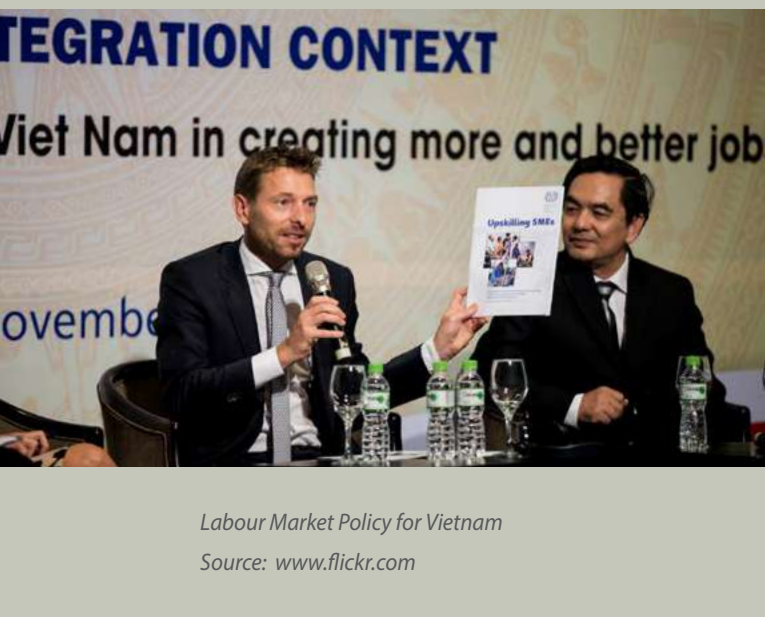 TEGRATION CONTEXT
Viet Nam in creating more and better job
ovembe
Upskilling SMEs
Labour Market Policy for Vietnam
Source: www.flickr.com